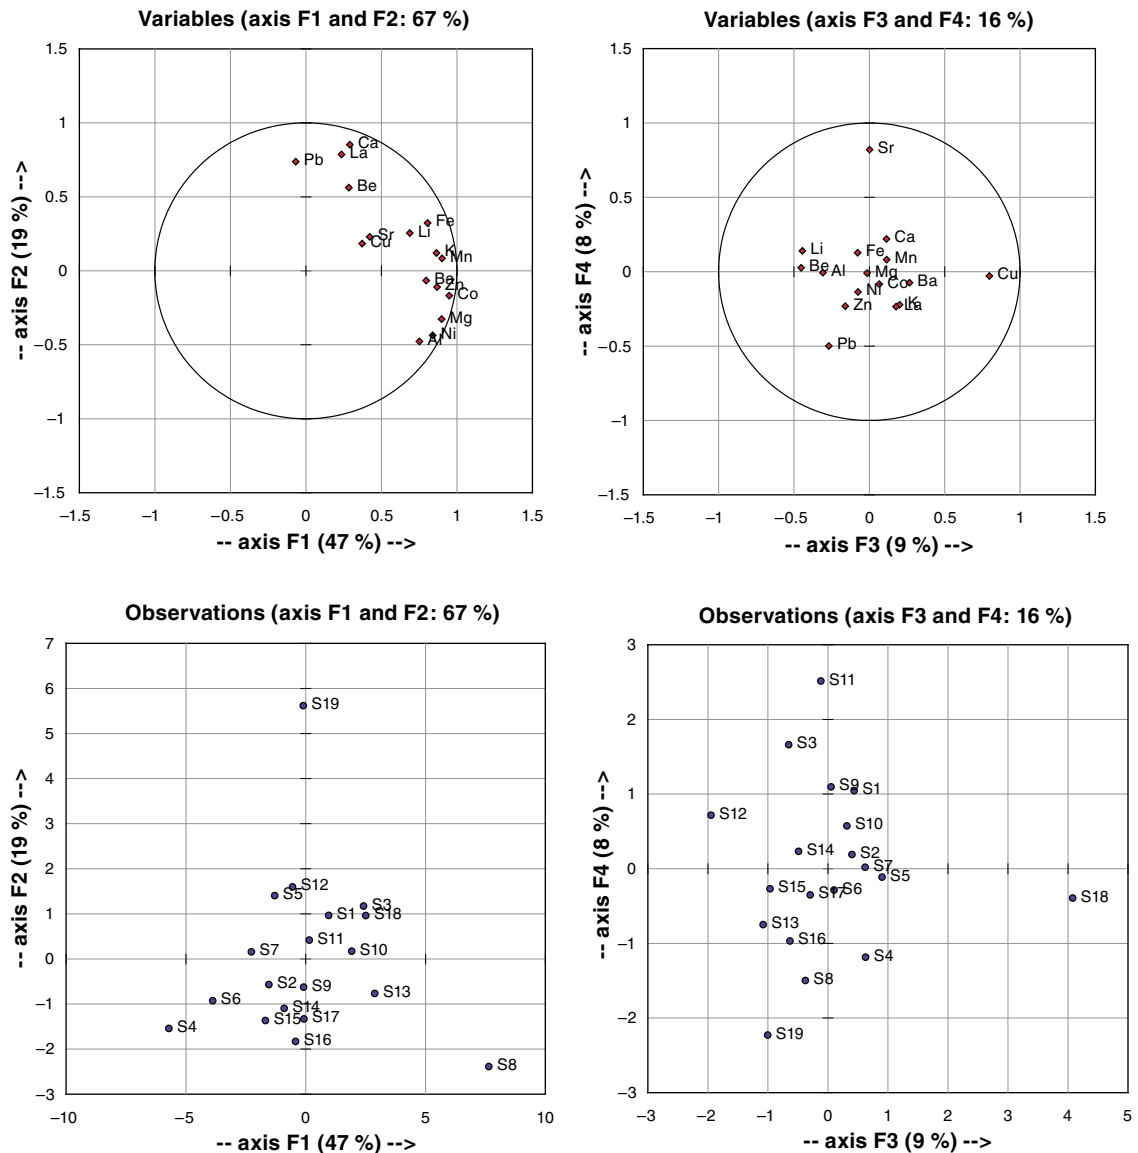 Variables (axis F1 and F2: 67 %)
1.5
1
0.5
0
–0.5
–1
–1.5
–1.5
–1
–0.5
0
0.5
1
1.5
-- axis F2 (19 %) -->
-- axis F1 (47 %) -->
Ca
La
Pb
Be
Fe
Li
Sr
Cu
K
Mn
Ba
Zn
Co
Mg
Ni
Al
Variables (axis F3 and F4: 16 %)
1.5
1
0.5
0
–0.5
–1
–1.5
–1.5
–1
–0.5
0
0.5
1
1.5
-- axis F4 (8 %) -->
-- axis F3 (9 %) -->
Sr
Ca
Li
Fe
Mn
Be
Al
Mg
Cu
Co
Ba
Ni
Zn
La
K
Pb
Observations (axis F1 and F2: 67 %)
7
6
5
4
3
2
1
0
–1
–2
–3
–10
–5
0
5
10
-- axis F2 (19 %) -->
-- axis F1 (47 %) -->
S19
S12
S5
S3
S1
S18
S11
S7
S10
S2
S9
S13
S6
S14
S15
S17
S4
S16
S8
Observations (axis F3 and F4: 16 %)
3
2
1
0
–1
–2
–3
–3
–2
–1
0
1
2
3
4
5
-- axis F4 (8 %) -->
-- axis F3 (9 %) -->
S11
S3
S9
S1
S12
S10
S14
S2
S7
S5
S15
S17
S6
S18
S13
S16
S4
S8
S19